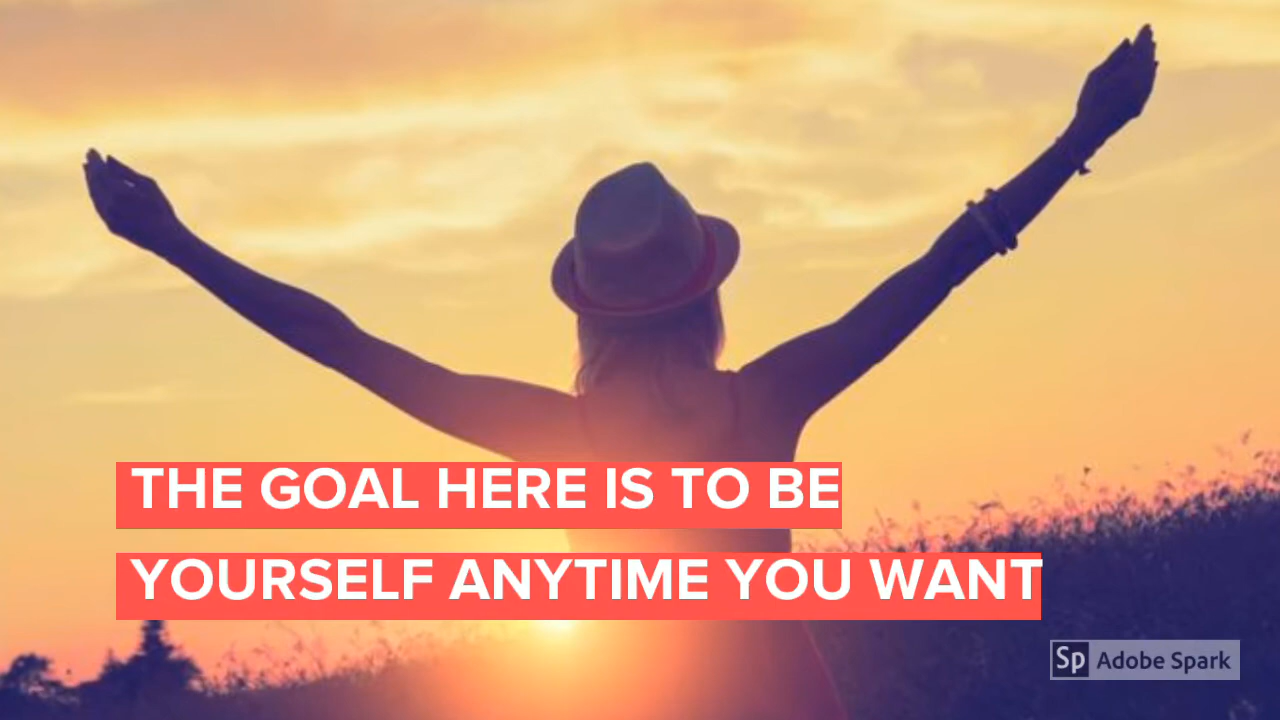 THE GOAL HERE IS TO BE
YOURSELF ANYTIME YOU WANT
Sp Adobe Spark